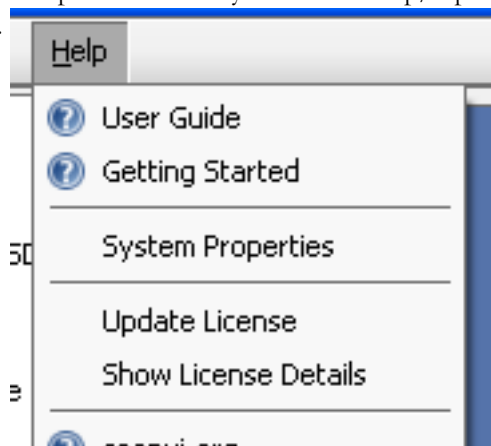 Help
User Guide
Getting Started
System Properties
Update License
Show License Details